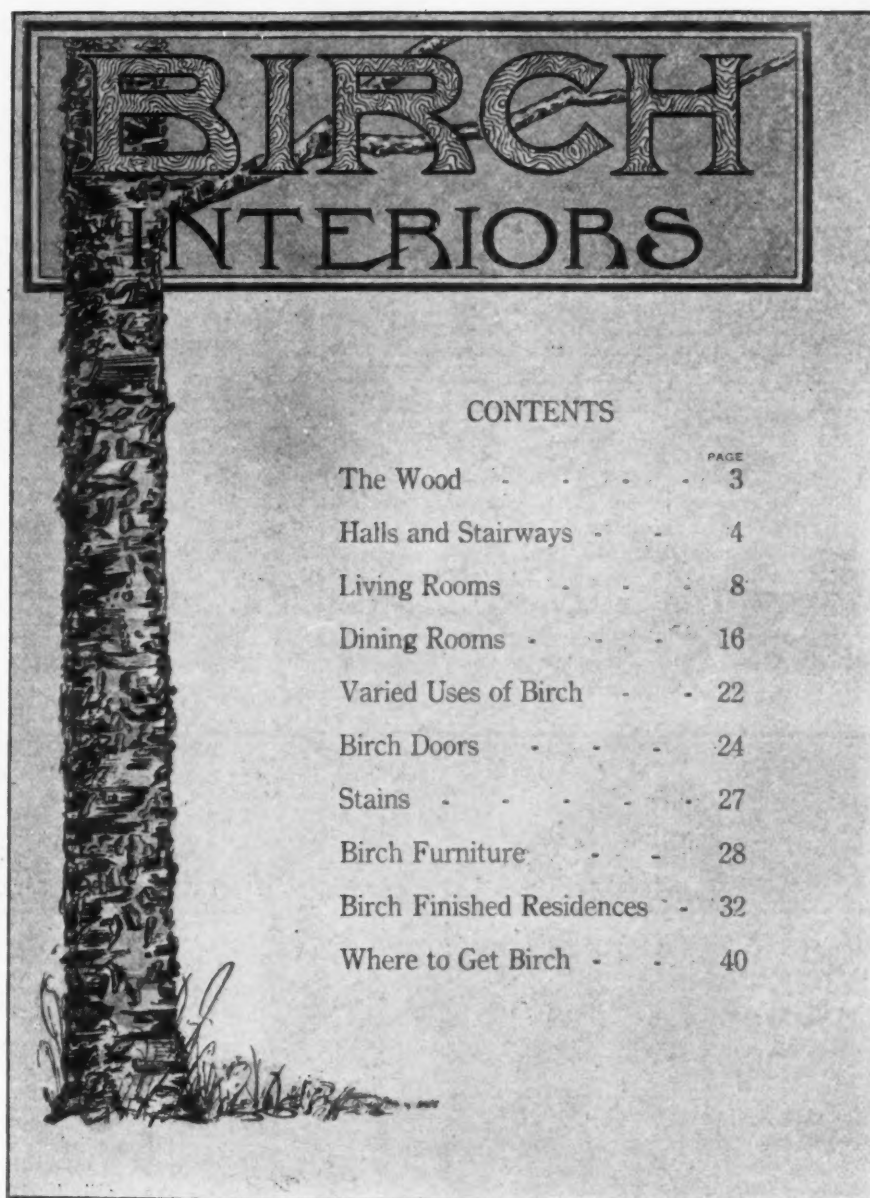 BIRCH
INTERIORS
CONTENTS
PAGE
The Wood - - - - 3
Halls and Stairways - - 4
Living Rooms - - - 8
Dining Rooms - - - 16
Varied Uses of Birch - - 22
Birch Doors - - - 24
Stains - - - - - 27
Birch Furniture - - 28
Birch Finished Residences - 32
Where to Get Birch - - 40